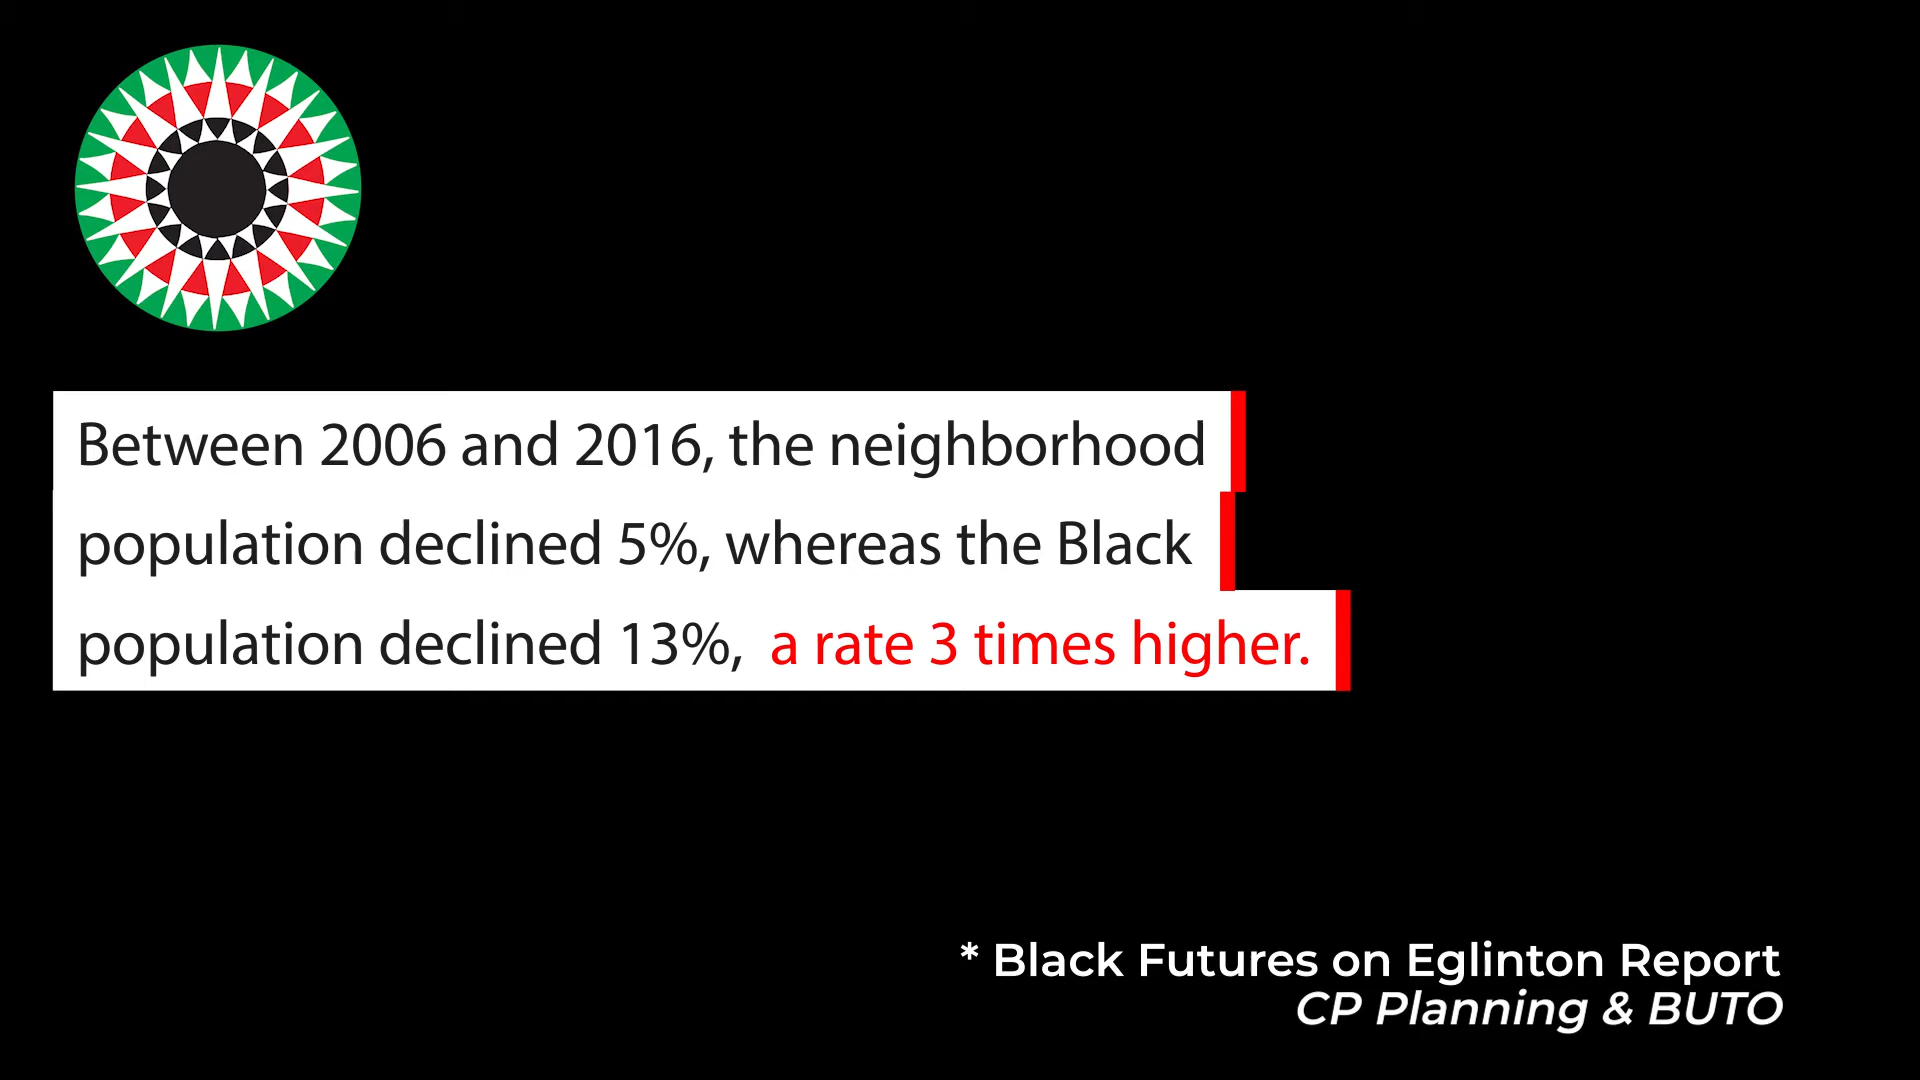 Between 2006 and 2016, the neighborhood
population declined 5%, whereas the Black
population declined 13%, a rate 3 times higher.
* Black Futures on Eglinton Report
CP Planning & BUTO